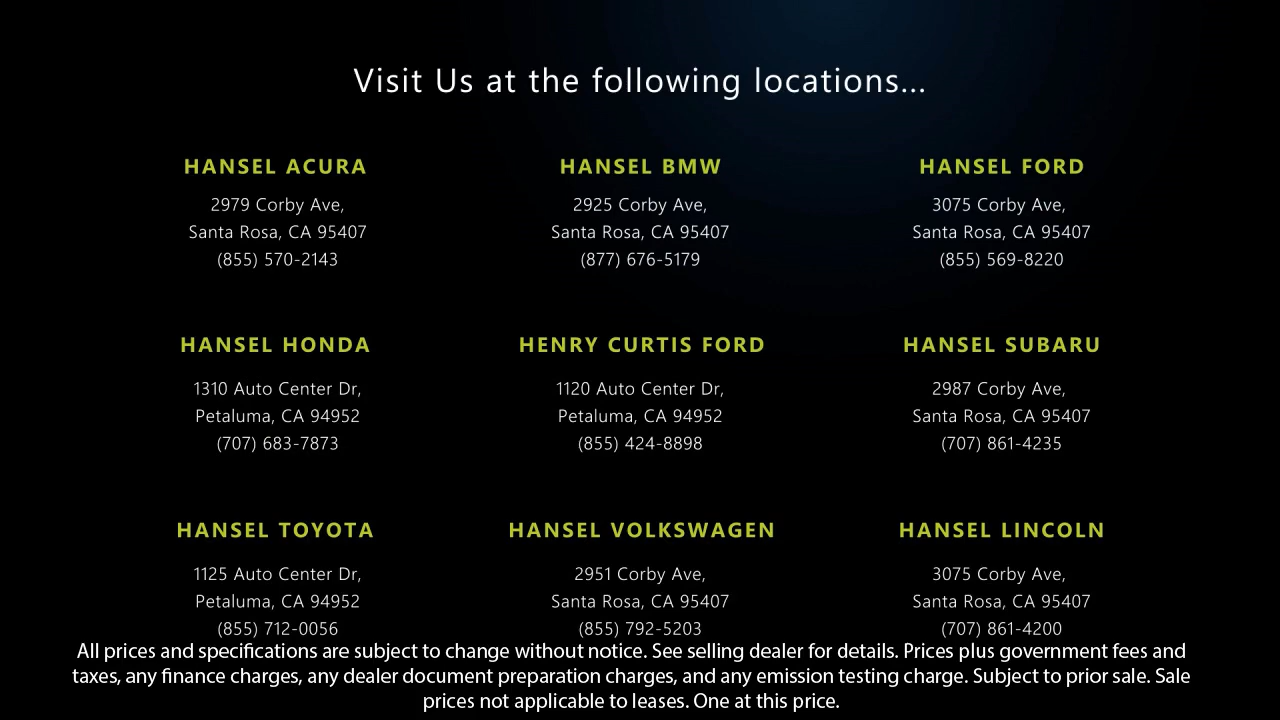 Visit Us at the following locations...
HANSEL ACURA
2979 Corby Ave,
Santa Rosa, CA 95407
(855) 570-2143
HANSEL BMW
2925 Corby Ave,
Santa Rosa, CA 95407
(877) 676-5179
HANSEL FORD
3075 Corby Ave,
Santa Rosa, CA 95407
(855) 569-8220
HANSEL HONDA
1310 Auto Center Dr,
Petaluma, CA 94952
(707) 683-7873
HENRY CURTIS FORD
1120 Auto Center Dr,
Petaluma, CA 94952
(855) 424-8898
HANSEL SUBARU
2987 Corby Ave,
Santa Rosa, CA 95407
(707) 861-4235
HANSEL TOYOTA
1125 Auto Center Dr,
Petaluma, CA 94952
(855) 712-0056
HANSEL VOLKSWAGEN
2951 Corby Ave,
Santa Rosa, CA 95407
(855) 792-5203
HANSEL LINCOLN
3075 Corby Ave,
Santa Rosa, CA 95407
(707) 861-4200
All prices and specifications are subject to change without notice. See selling dealer for details. Prices plus government fees and
taxes, any finance charges, any dealer document preparation charges, and any emission testing charge. Subject to prior sale. Sale
prices not applicable to leases. One at this price.